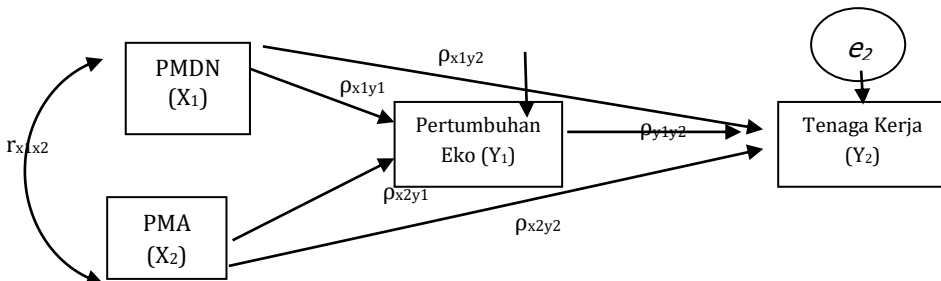 e₂
ρx1y2
PMDN
(X₁)
ρx1y1
Pertumbuhan
Eko (Y₁)
ρy1y2
Tenaga Kerja
(Y₂)
rx1x2
ρx2y1
PMA
(X₂)
ρx2y2